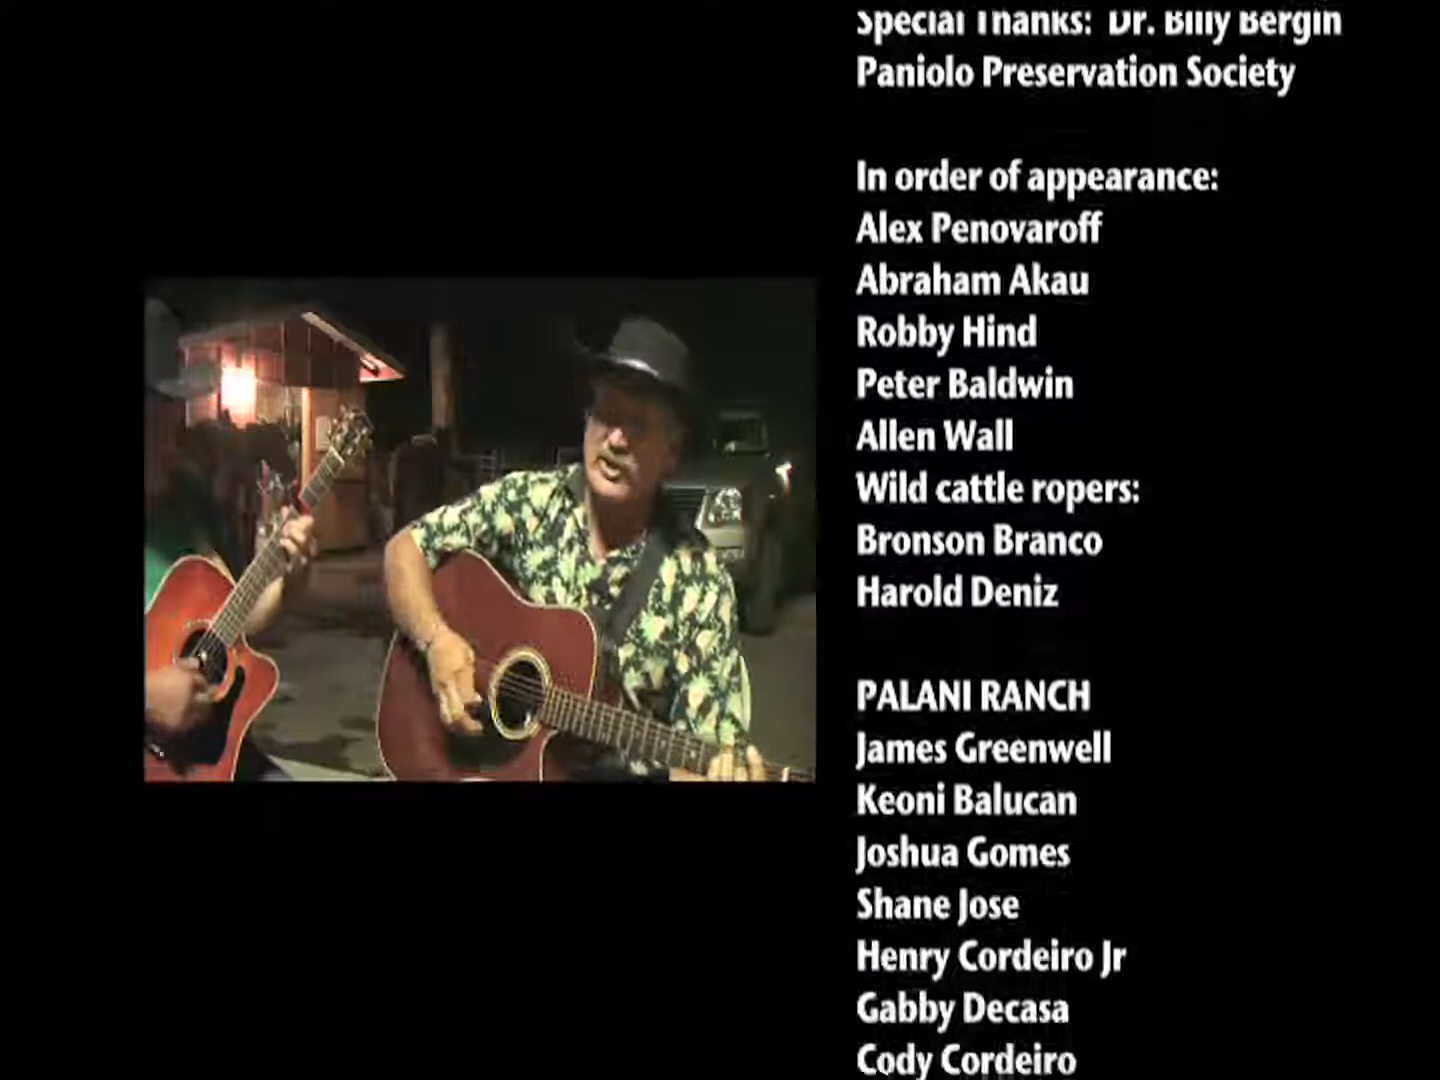 Special Thanks: Dr. Billy Bergin
Paniolo Preservation Society
In order of appearance:
Alex Penovaroff
Abraham Akau
Robby Hind
Peter Baldwin
Allen Wall
Wild cattle ropers:
Bronson Branco
Harold Deniz
PALANI RANCH
James Greenwell
Keoni Balucan
Joshua Gomes
Shane Jose
Henry Cordeiro Jr
Gabby Decasa
Cody Cordeiro